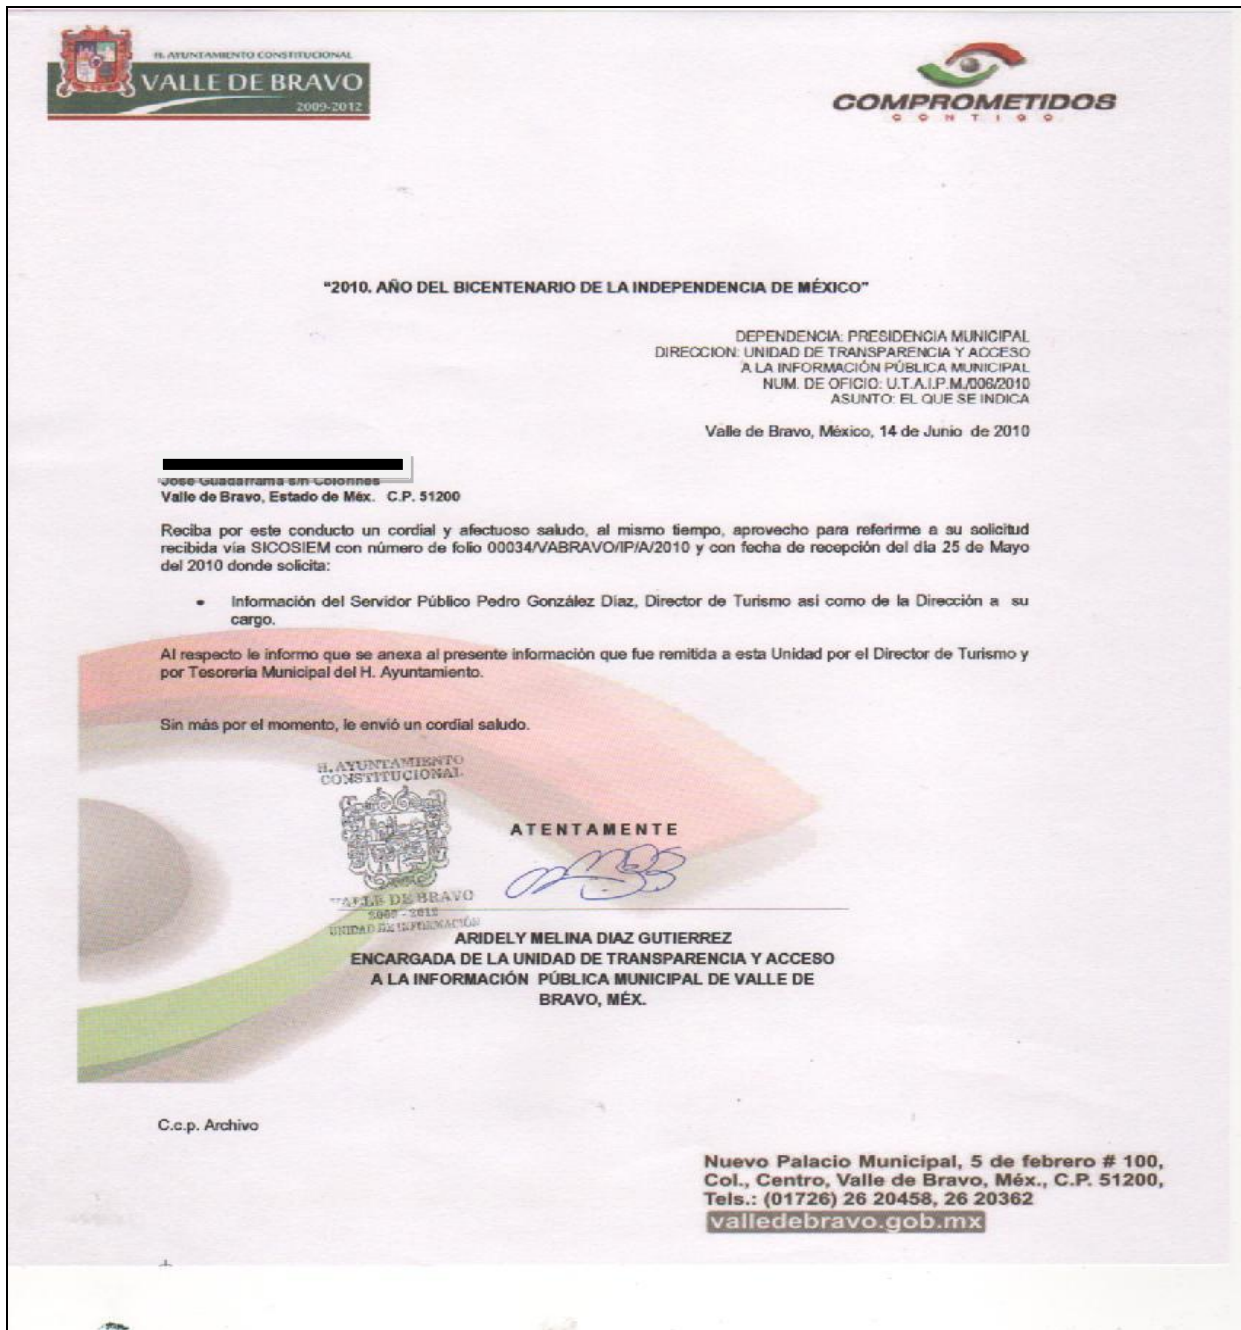 H. AYUNTAMIENTO CONSTITUCIONAL
VALLE DE BRAVO
2009-2012
COMPROMETIDOS
CONTIGO
"2010. AÑO DEL BICENTENARIO DE LA INDEPENDENCIA DE MÉXICO"
DEPENDENCIA: PRESIDENCIA MUNICIPAL
DIRECCION: UNIDAD DE TRANSPARENCIA Y ACCESO
A LA INFORMACIÓN PÚBLICA MUNICIPAL
NUM. DE OFICIO: U.T.A.I.P.M./006/2010
ASUNTO: EL QUE SE INDICA
Valle de Bravo, México, 14 de Junio de 2010
José Guadarrama s/n Colorines
Valle de Bravo, Estado de Méx. C.P. 51200
Reciba por este conducto un cordial y afectuoso saludo, al mismo tiempo, aprovecho para referirme a su solicitud
recibida vía SICOSIEM con número de folio 00034/VABRAVO/IP/A/2010 y con fecha de recepción del día 25 de Mayo
del 2010 donde solicita:
• Información del Servidor Público Pedro González Díaz, Director de Turismo así como de la Dirección a su
cargo.
Al respecto le informo que se anexa al presente información que fue remitida a esta Unidad por el Director de Turismo y
por Tesorería Municipal del H. Ayuntamiento.
Sin más por el momento, le envió un cordial saludo.
H. AYUNTAMIENTO
CONSTITUCIONAL
VALLE DE BRAVO
2009 - 2012
UNIDAD DE INFORMACIÓN
ATENTAMENTE
ARIDELY MELINA DIAZ GUTIERREZ
ENCARGADA DE LA UNIDAD DE TRANSPARENCIA Y ACCESO
A LA INFORMACIÓN PÚBLICA MUNICIPAL DE VALLE DE
BRAVO, MÉX.
C.c.p. Archivo
Nuevo Palacio Municipal, 5 de febrero # 100,
Col., Centro, Valle de Bravo, Méx., C.P. 51200,
Tels.: (01726) 26 20458, 26 20362
valledebravo.gob.mx